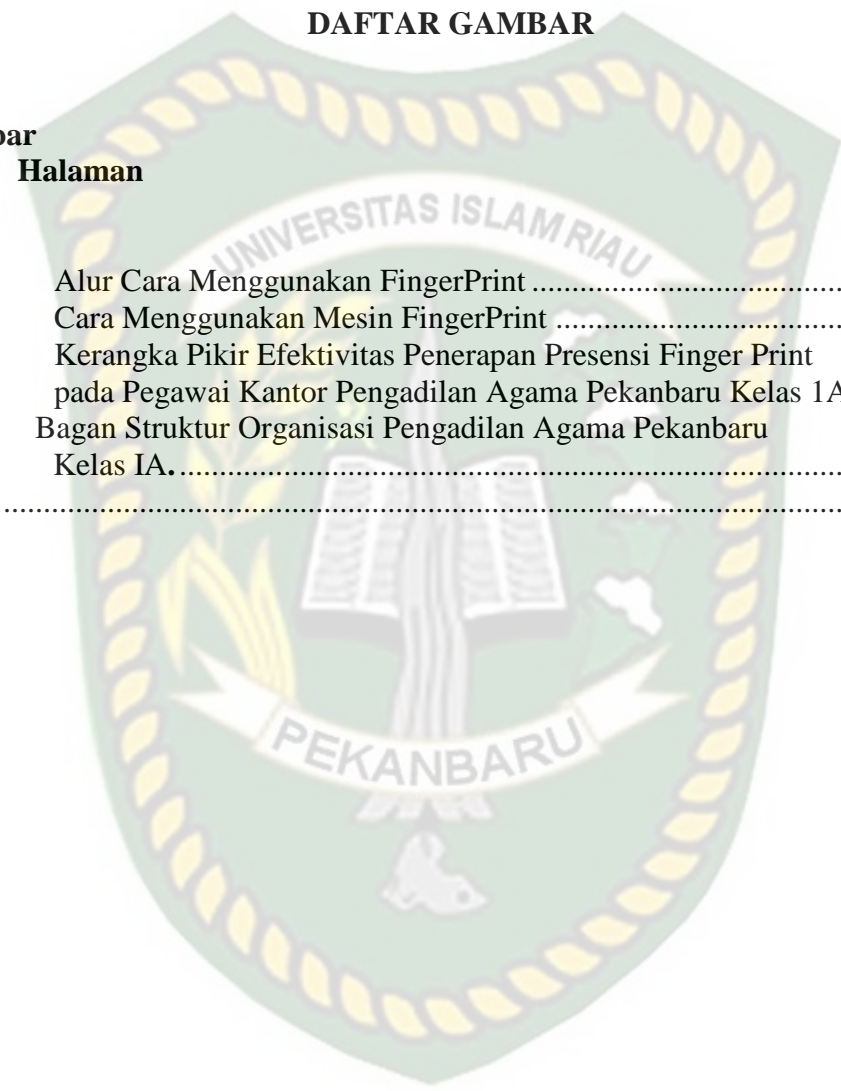 DAFTAR GAMBAR
bar
Halaman
UNIVERSITAS ISLAM RIAU
Alur Cara Menggunakan FingerPrint ....................................
Cara Menggunakan Mesin FingerPrint .................................
Kerangka Pikir Efektivitas Penerapan Presensi Finger Print
pada Pegawai Kantor Pengadilan Agama Pekanbaru Kelas 1A
Bagan Struktur Organisasi Pengadilan Agama Pekanbaru
Kelas IA. ....................................................................................
..............................................................................................................
PEKANBARU